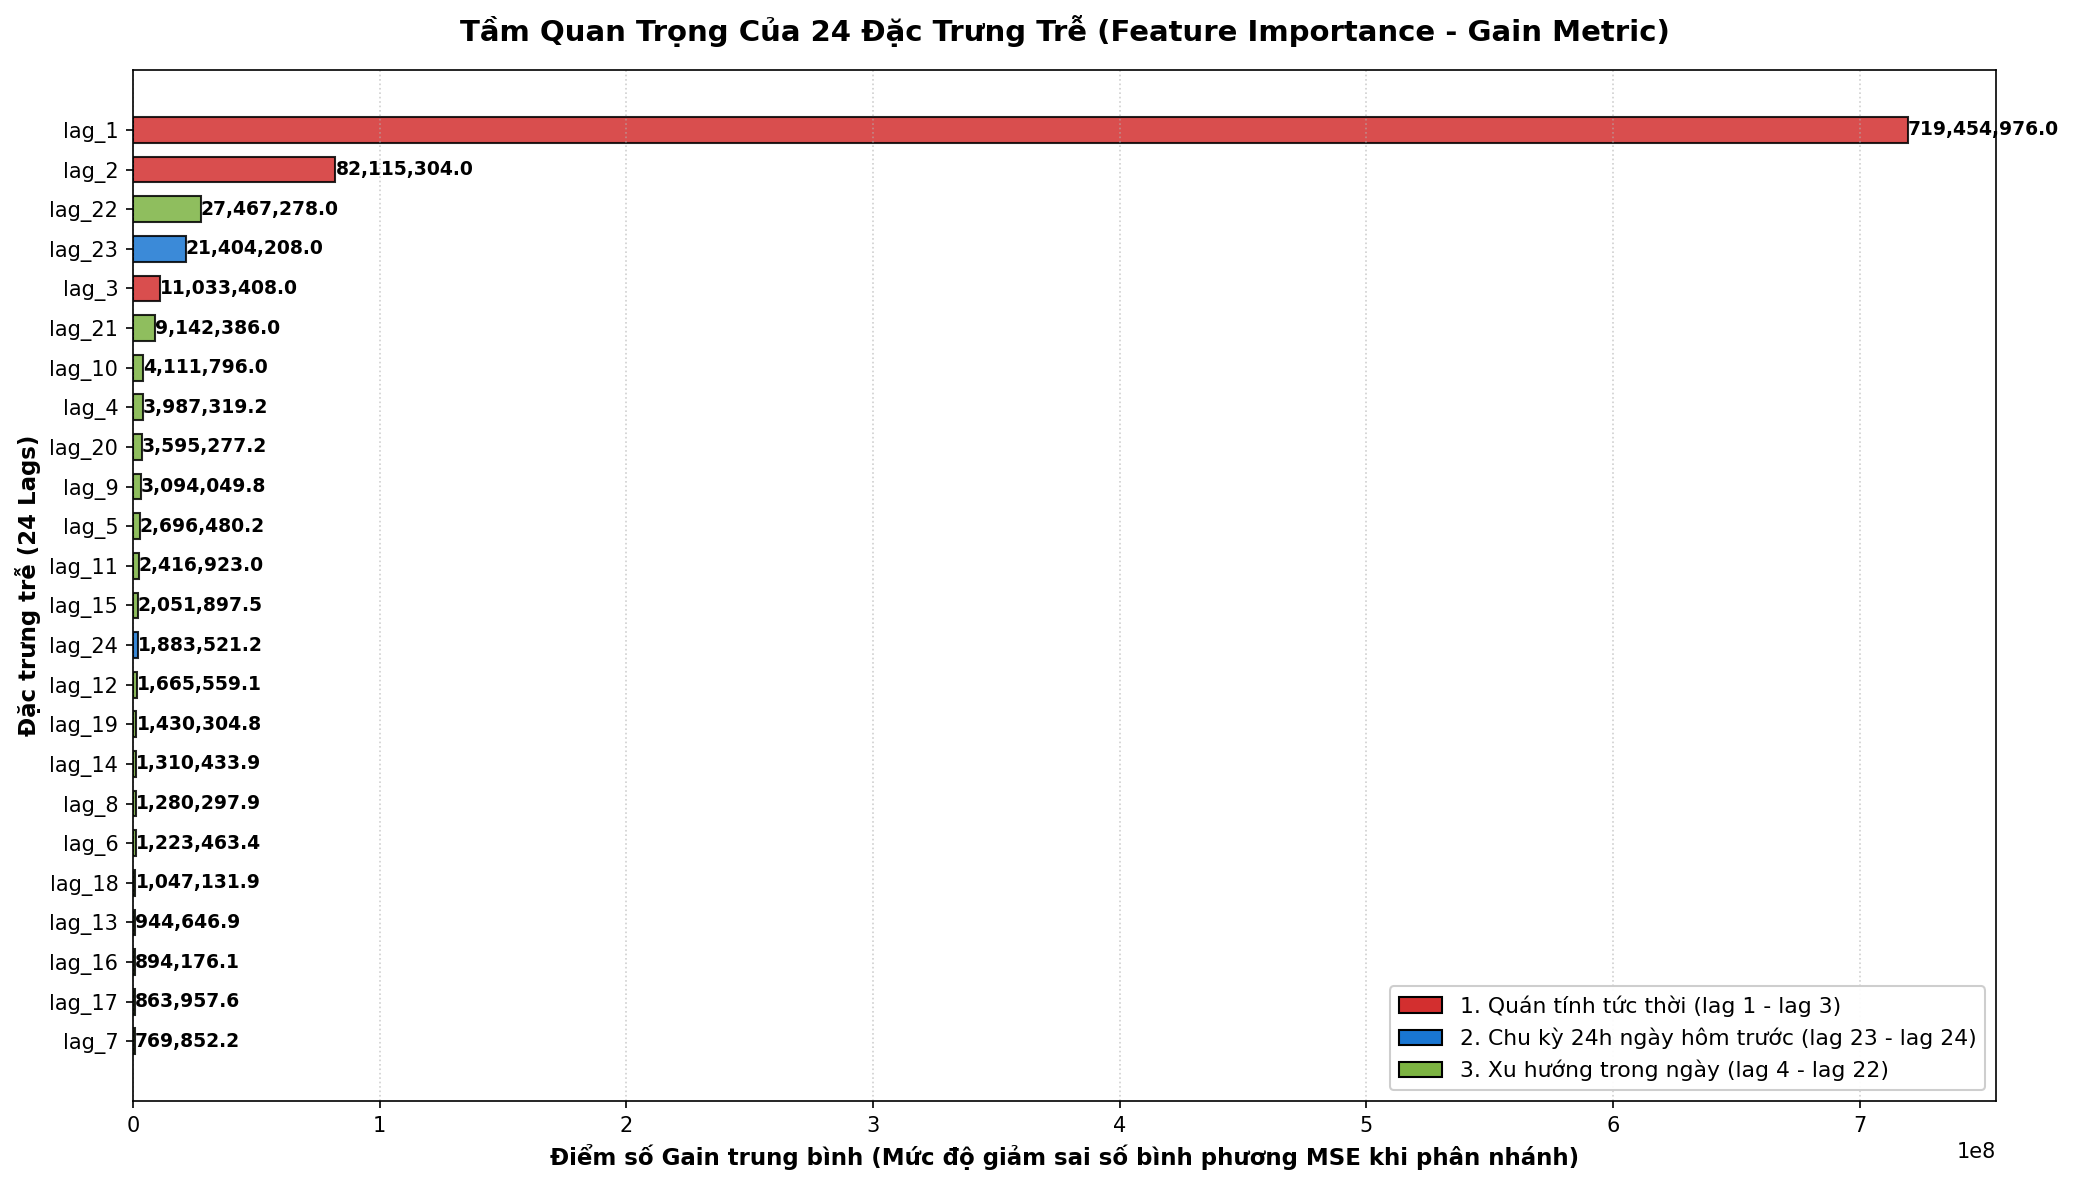 Tầm Quan Trọng Của 24 Đặc Trưng Trễ (Feature Importance - Gain Metric)
Đặc trưng trễ (24 Lags)
lag_1 719,454,976.0
lag_2 82,115,304.0
lag_22 27,467,278.0
lag_23 21,404,208.0
lag_3 11,033,408.0
lag_21 9,142,386.0
lag_10 4,111,796.0
lag_4 3,987,319.2
lag_20 3,595,277.2
lag_9 3,094,049.8
lag_5 2,696,480.2
lag_11 2,416,923.0
lag_15 2,051,897.5
lag_24 1,883,521.2
lag_12 1,665,559.1
lag_19 1,430,304.8
lag_14 1,310,433.9
lag_8 1,280,297.9
lag_6 1,223,463.4
lag_18 1,047,131.9
lag_13 944,646.9
lag_16 894,176.1
lag_17 863,957.6
lag_7 769,852.2
1. Quán tính tức thời (lag 1 - lag 3)
2. Chu kỳ 24h ngày hôm trước (lag 23 - lag 24)
3. Xu hướng trong ngày (lag 4 - lag 22)
0 1 2 3 4 5 6 7
1e8
Điểm số Gain trung bình (Mức độ giảm sai số bình phương MSE khi phân nhánh)